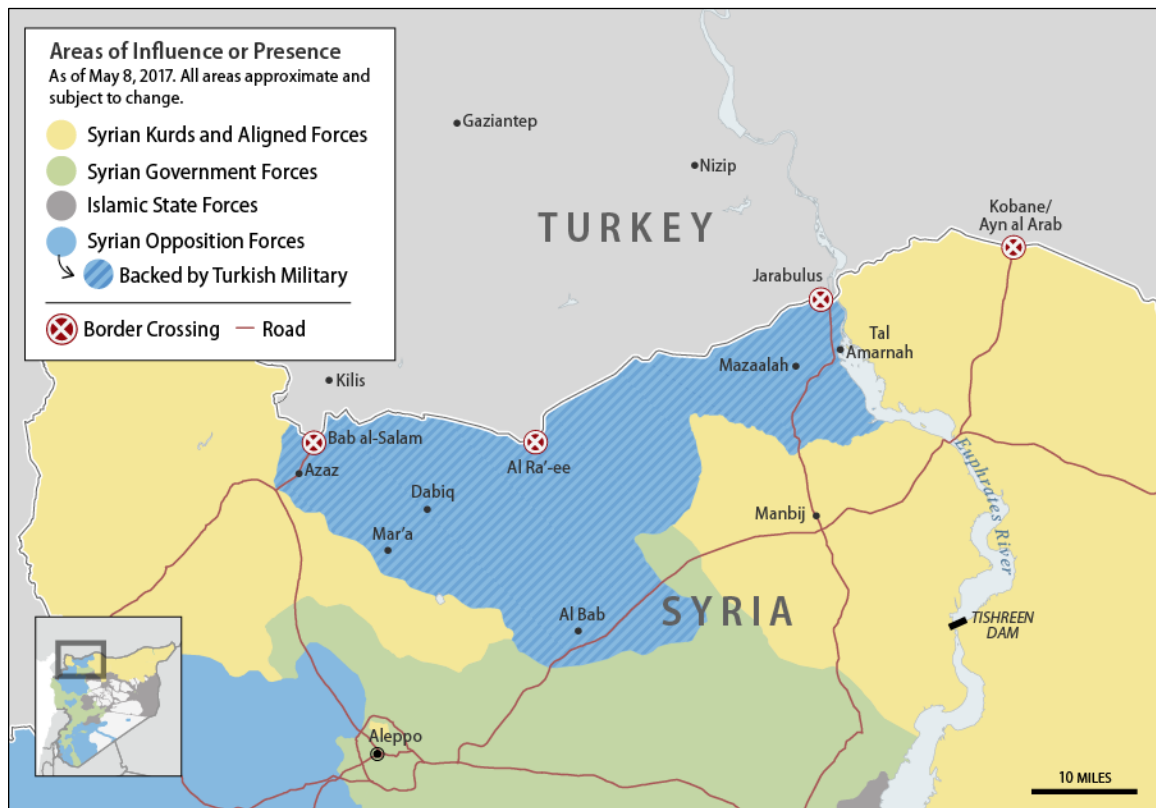 Areas of Influence or Presence
As of May 8, 2017. All areas approximate and
subject to change.
Syrian Kurds and Aligned Forces
Syrian Government Forces
Islamic State Forces
Syrian Opposition Forces
Backed by Turkish Military
Border Crossing
Road
Gaziantep
Nizip
TURKEY
Kobane/
Ayn al Arab
Jarabulus
Tal
Amarnah
Mazaalah
Kilis
Bab al-Salam
Al Ra'-ee
Azaz
Dabiq
Mar'a
Manbij
Euphrates River
Al Bab
SYRIA
TISHREEN
DAM
Aleppo
10 MILES